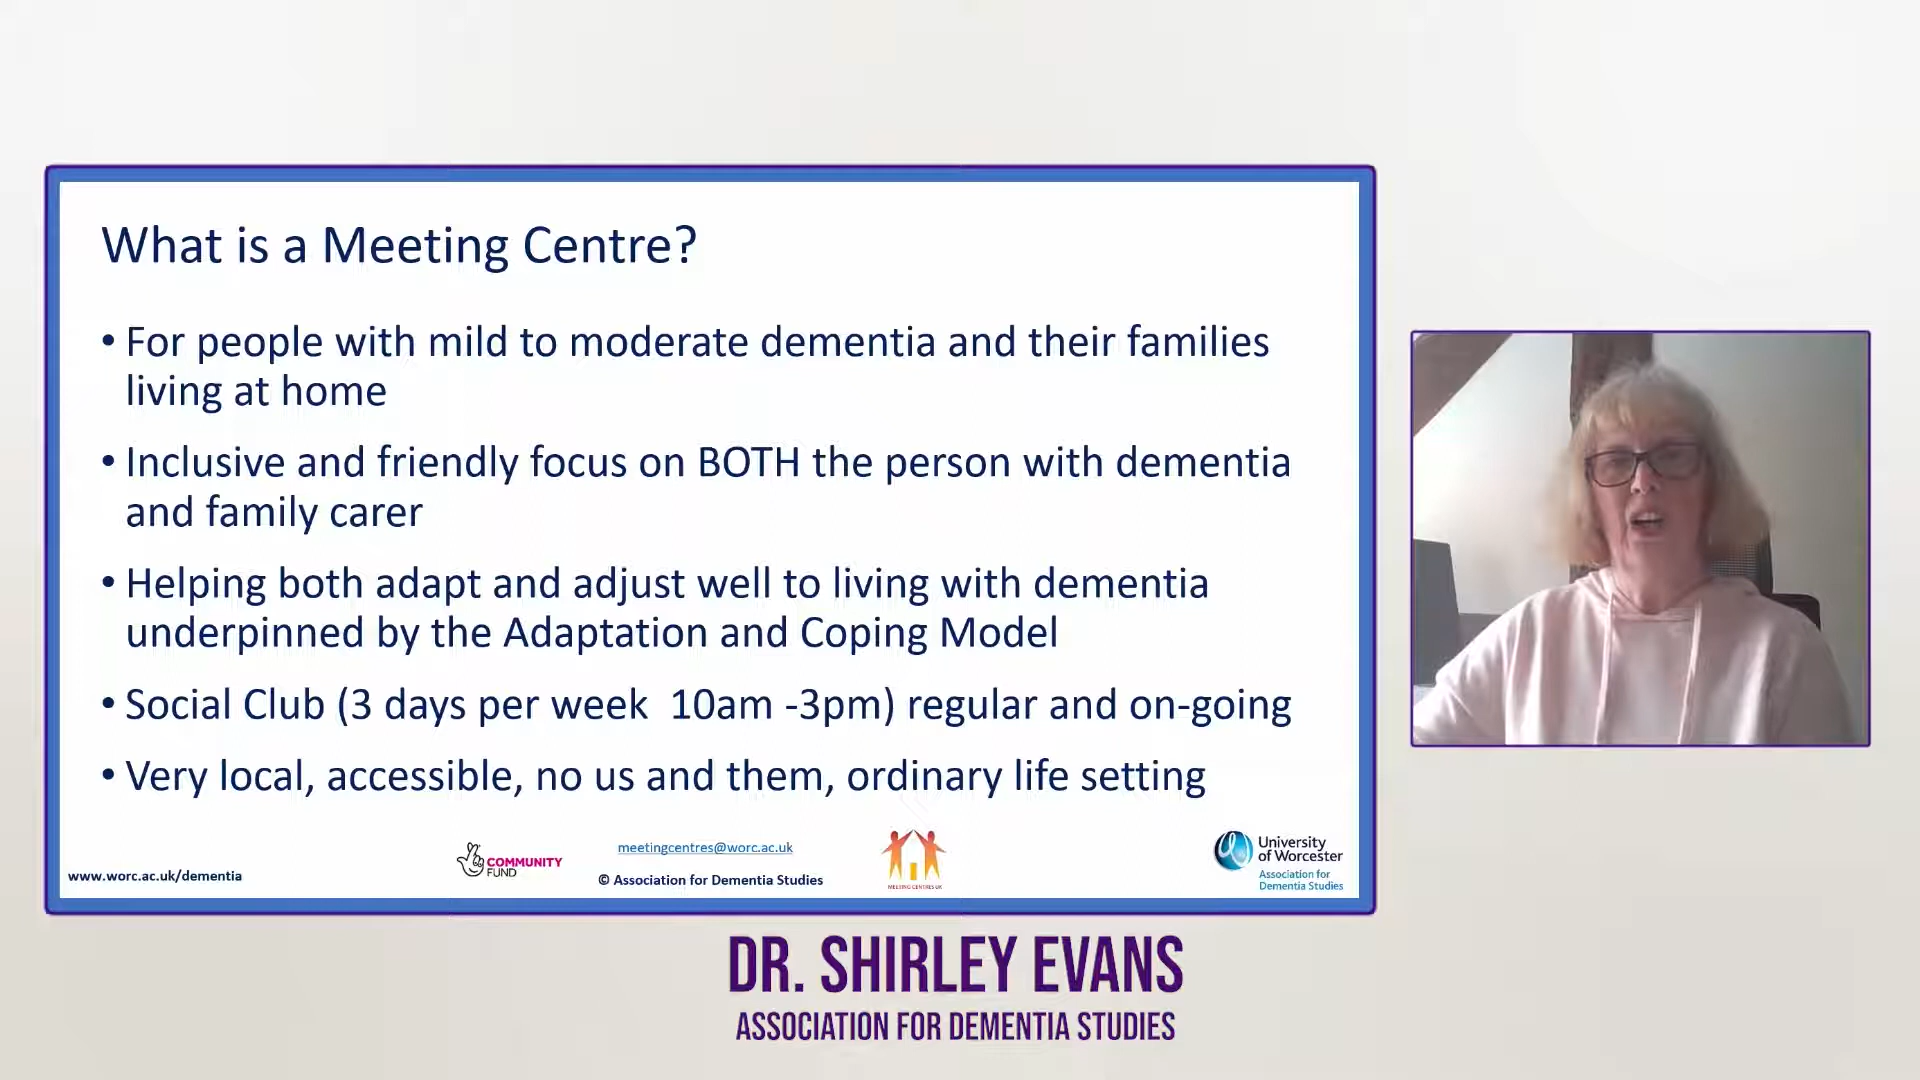 What is a Meeting Centre?
• For people with mild to moderate dementia and their families
living at home
• Inclusive and friendly focus on BOTH the person with dementia
and family carer
• Helping both adapt and adjust well to living with dementia
underpinned by the Adaptation and Coping Model
• Social Club (3 days per week  10am -3pm) regular and on-going
• Very local, accessible, no us and them, ordinary life setting
www.worc.ac.uk/dementia
COMMUNITY
FUND
meetingcentres@worc.ac.uk
© Association for Dementia Studies
MEETING CENTRES UK
University
of Worcester
Association for
Dementia Studies
DR. SHIRLEY EVANS
ASSOCIATION FOR DEMENTIA STUDIES